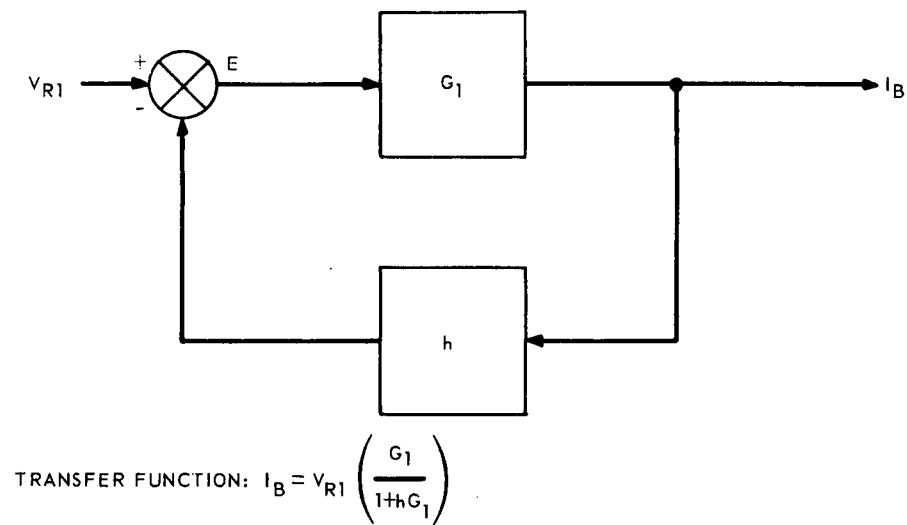 +
E
V_R1
G_1
I_B
-
h
TRANSFER FUNCTION: I_B = V_R1 (G_1 / 1+hG_1)